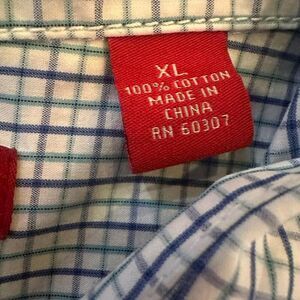 XL
100% COTTON
MADE IN
CHINA
RN 60307